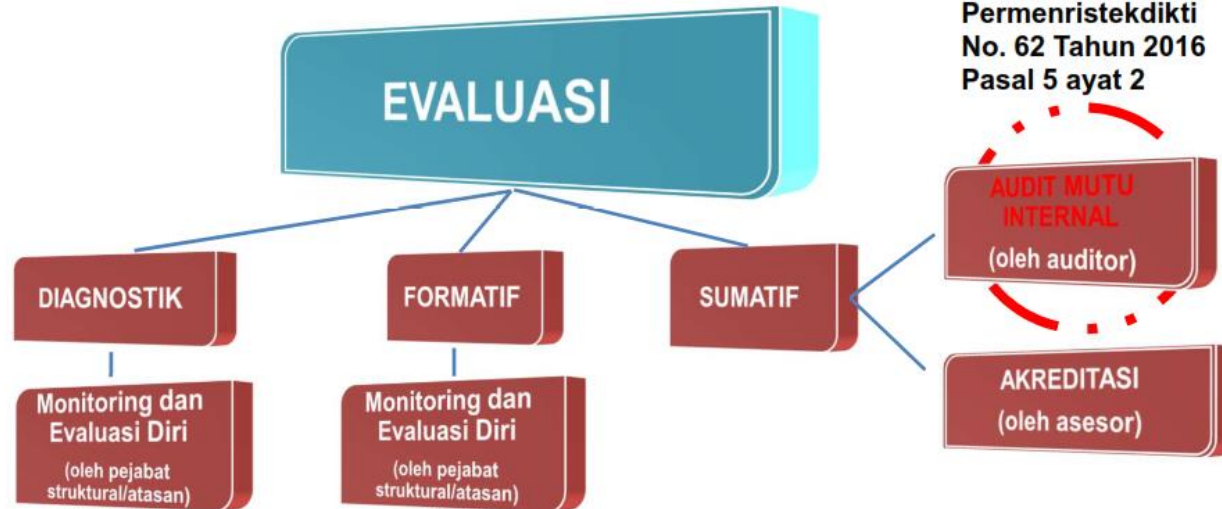 Permenristekdikti
No. 62 Tahun 2016
Pasal 5 ayat 2
EVALUASI
AUDIT MUTU
INTERNAL
(oleh auditor)
DIAGNOSTIK
FORMATIF
SUMATIF
AKREDITASI
(oleh asesor)
Monitoring dan
Evaluasi Diri
(oleh pejabat
struktural/atasan)
Monitoring dan
Evaluasi Diri
(oleh pejabat
struktural/atasan)